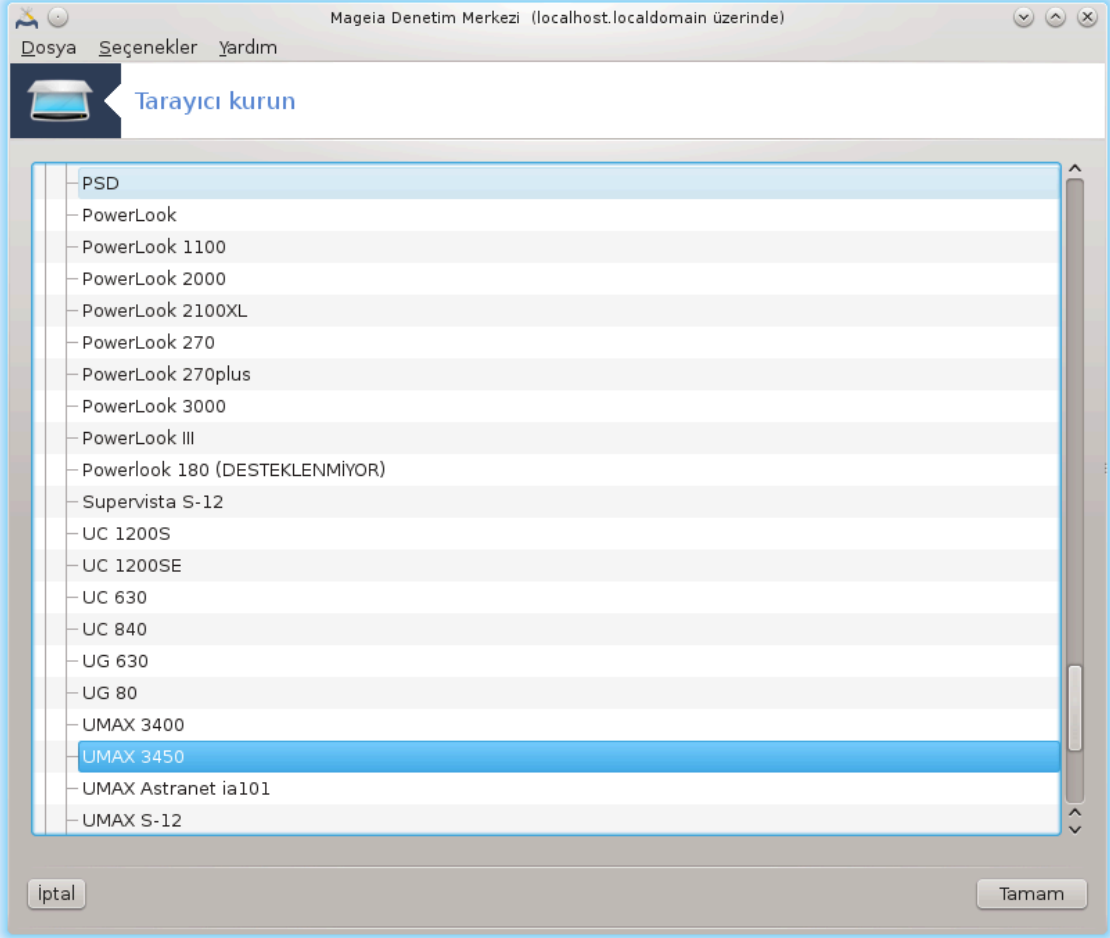 Mageia Denetim Merkezi (localhost.localdomain üzerinde)
Dosya Seçenekler Yardım
Tarayıcı kurun
PSD
PowerLook
PowerLook 1100
PowerLook 2000
PowerLook 2100XL
PowerLook 270
PowerLook 270plus
PowerLook 3000
PowerLook III
Powerlook 180 (DESTEKLENMİYOR)
Supervista S-12
UC 1200S
UC 1200SE
UC 630
UC 840
UG 630
UG 80
UMAX 3400
UMAX 3450
UMAX Astranet ia101
UMAX S-12
İptal Tamam